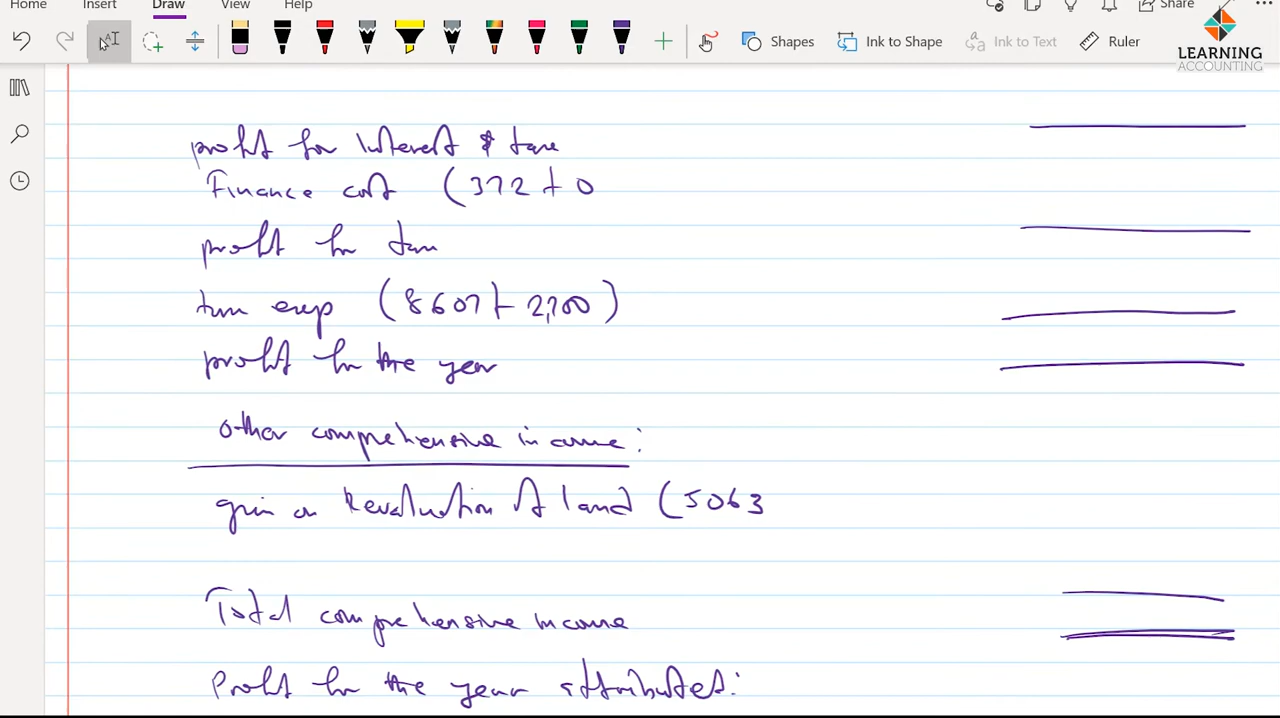 Home Insert Draw View Help Share
Shapes Ink to Shape Ink to Text Ruler
LEARNING
ACCOUNTING
profit for Interest & tax
Finance cost (372 + 0
profit for tax
tax exp (8607 + 2,700)
profit for the year
other comprehensive income:
gain on Revaluation of land (5063
Total comprehensive income
Profit for the year attributed: